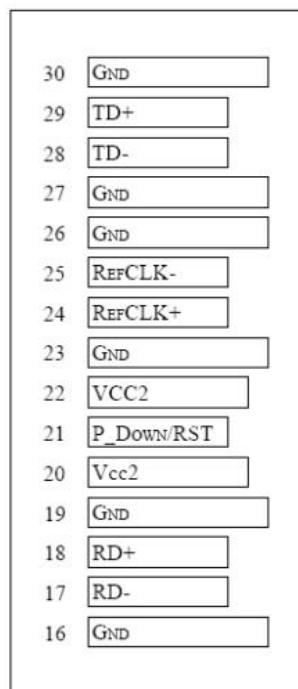 30 GND
29 TD+
28 TD-
27 GND
26 GND
25 REFCLK-
24 REFCLK+
23 GND
22 VCC2
21 P_DOWN/RST
20 Vcc2
19 GND
18 RD+
17 RD-
16 GND